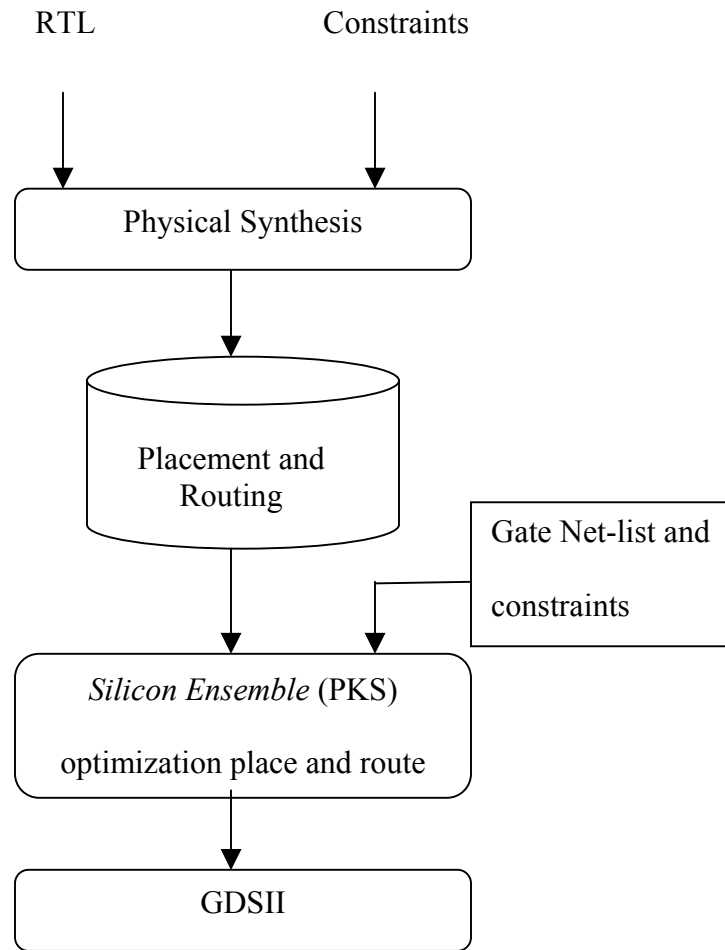 RTL
Constraints
Physical Synthesis
Placement and
Routing
Gate Net-list and
constraints
Silicon Ensemble (PKS)
optimization place and route
GDSII